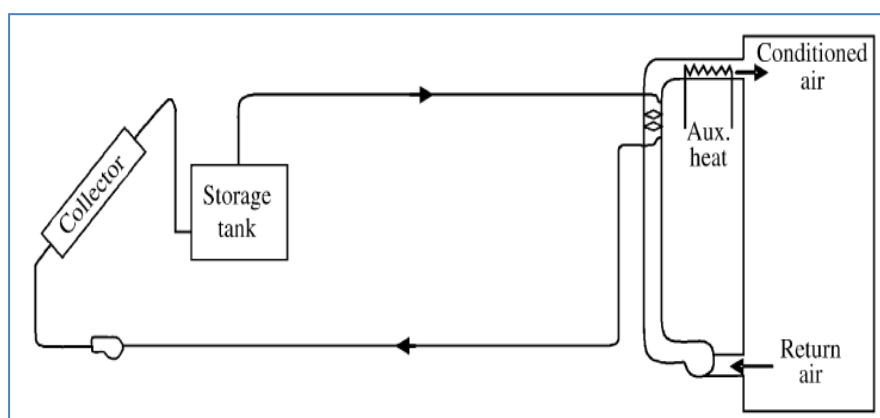 Conditioned
air
Aux.
heat
Collector
Storage
tank
Return
air